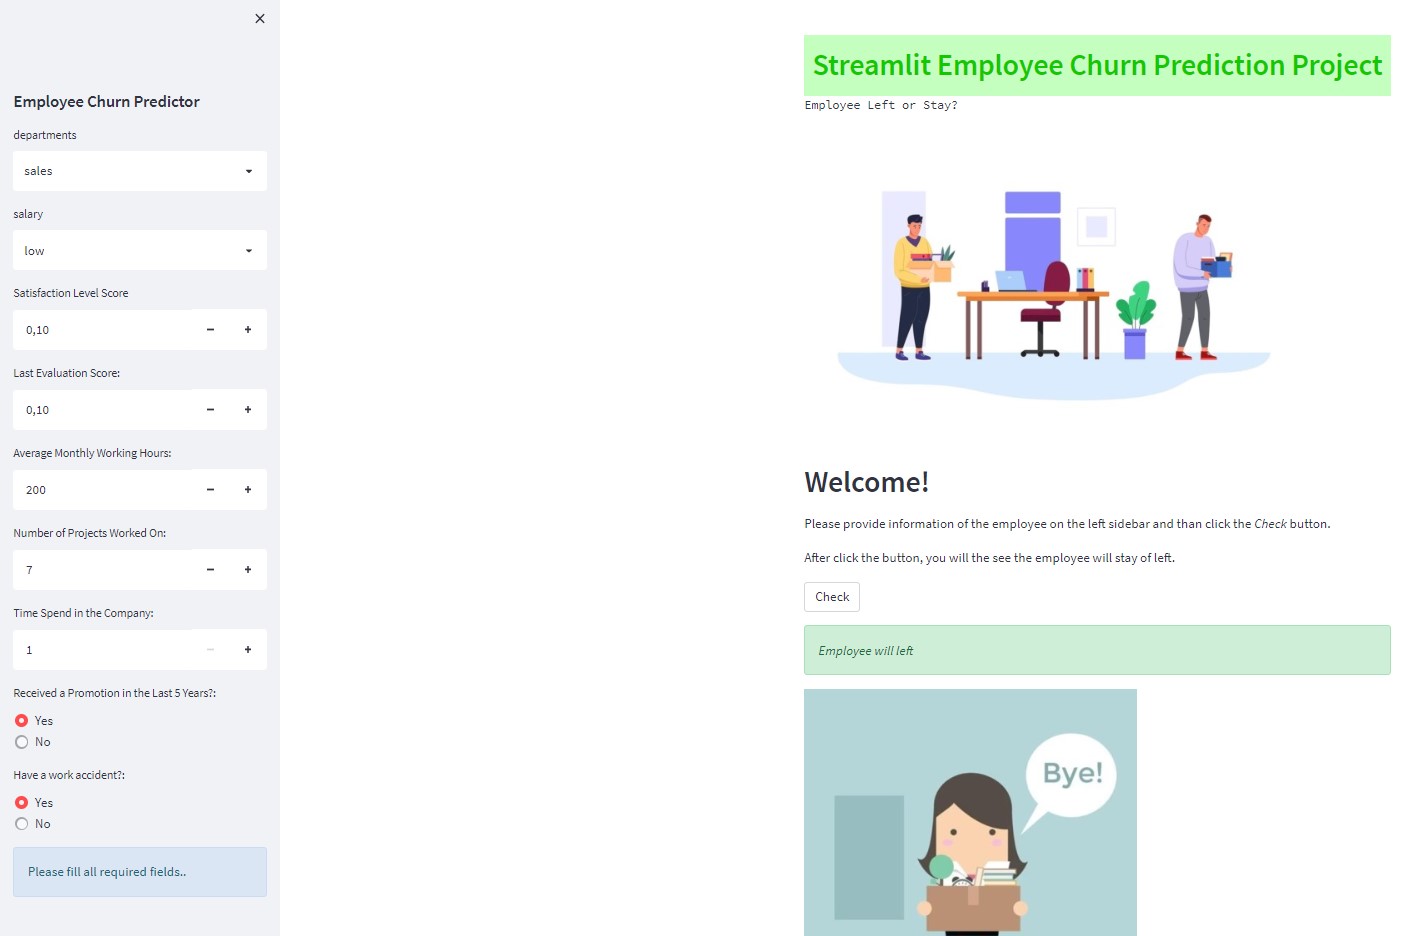 Employee Churn Predictor
departments
sales
salary
low
Satisfaction Level Score
0,10
Last Evaluation Score:
0,10
Average Monthly Working Hours:
200
Number of Projects Worked On:
7
Time Spend in the Company:
1
Received a Promotion in the Last 5 Years?:
Yes
No
Have a work accident?:
Yes
No
Please fill all required fields..
Streamlit Employee Churn Prediction Project
Employee Left or Stay?
Welcome!
Please provide information of the employee on the left sidebar and than click the Check button.
After click the button, you will the see the employee will stay of left.
Check
Employee will left
Bye!